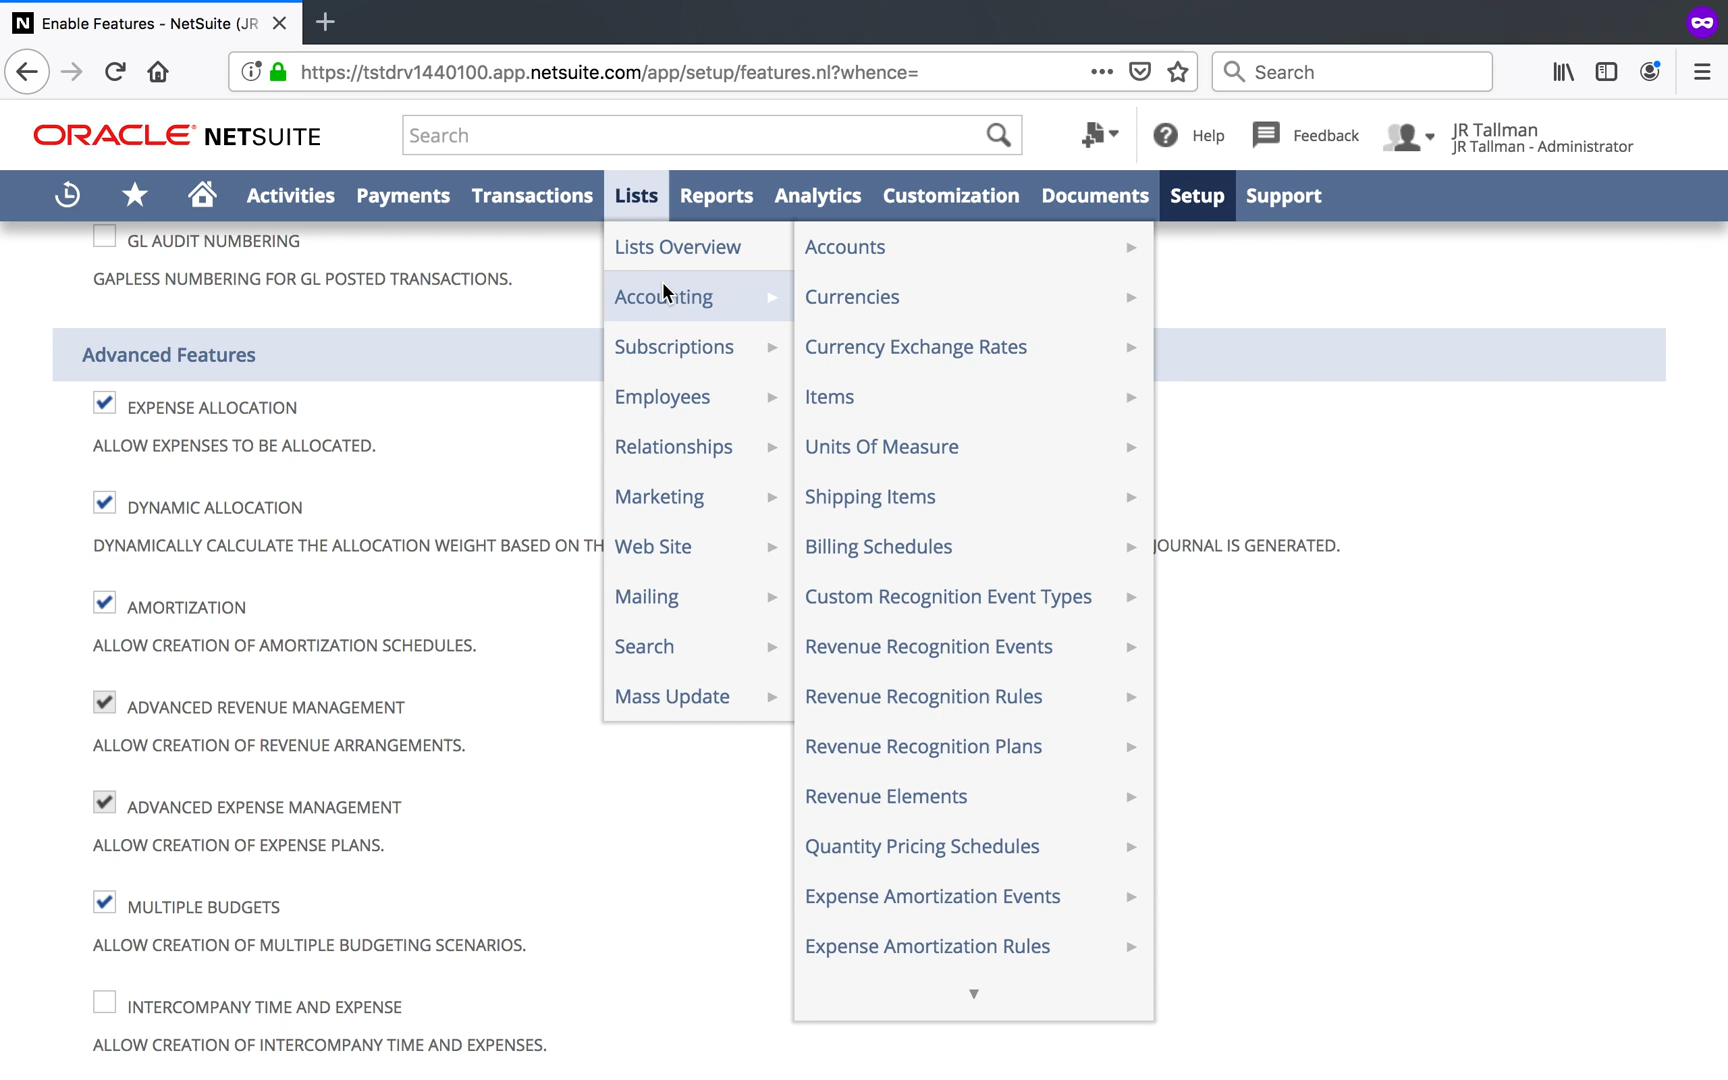 Enable Features - NetSuite (JR
https://tstdrv1440100.app.netsuite.com/app/setup/features.nl?whence=
Search
ORACLE NETSUITE
Search
Help
Feedback
JR Tallman
JR Tallman - Administrator
Activities Payments Transactions Lists Reports Analytics Customization Documents Setup Support
GL AUDIT NUMBERING
GAPLESS NUMBERING FOR GL POSTED TRANSACTIONS.
Advanced Features
EXPENSE ALLOCATION
ALLOW EXPENSES TO BE ALLOCATED.
DYNAMIC ALLOCATION
DYNAMICALLY CALCULATE THE ALLOCATION WEIGHT BASED ON TH
JOURNAL IS GENERATED.
AMORTIZATION
ALLOW CREATION OF AMORTIZATION SCHEDULES.
ADVANCED REVENUE MANAGEMENT
ALLOW CREATION OF REVENUE ARRANGEMENTS.
ADVANCED EXPENSE MANAGEMENT
ALLOW CREATION OF EXPENSE PLANS.
MULTIPLE BUDGETS
ALLOW CREATION OF MULTIPLE BUDGETING SCENARIOS.
INTERCOMPANY TIME AND EXPENSE
ALLOW CREATION OF INTERCOMPANY TIME AND EXPENSES.
Lists Overview
Accounting
Subscriptions
Employees
Relationships
Marketing
Web Site
Mailing
Search
Mass Update
Accounts
Currencies
Currency Exchange Rates
Items
Units Of Measure
Shipping Items
Billing Schedules
Custom Recognition Event Types
Revenue Recognition Events
Revenue Recognition Rules
Revenue Recognition Plans
Revenue Elements
Quantity Pricing Schedules
Expense Amortization Events
Expense Amortization Rules